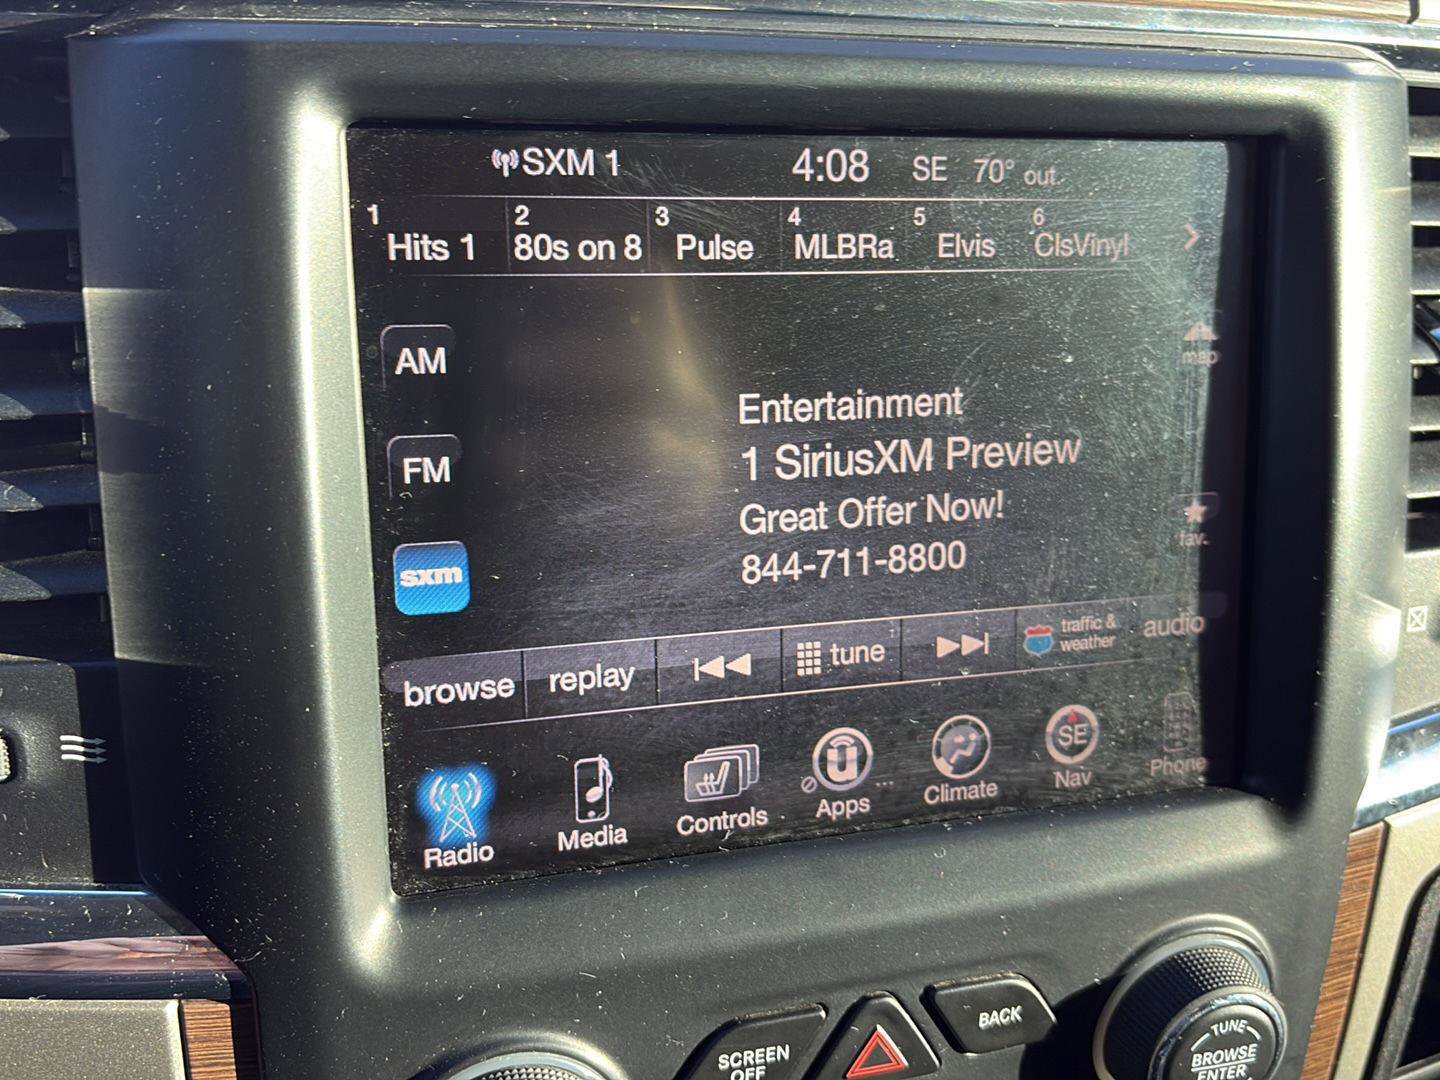 SXM 1 4:08 SE 70° out
1 2 3 4 5 6
Hits 1 80s on 8 Pulse MLBRa Elvis ClsVinyl
AM
map
Entertainment
FM
1 SiriusXM Preview
Great Offer Now!
fav.
844-711-8800
sxm
browse replay tune traffic & weather audio
Radio Media Controls Apps Climate SE Nav Phone
SCREEN
OFF
BACK
TUNE
BROWSE
ENTER